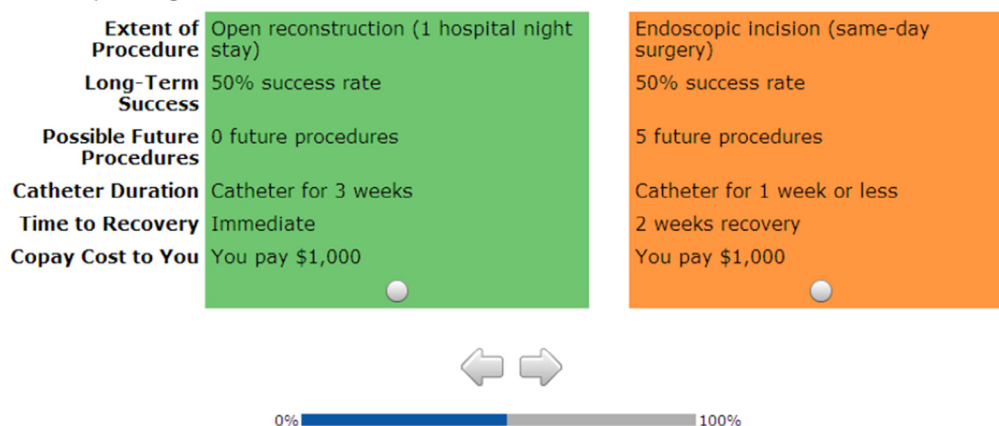 Extent of Procedure Open reconstruction (1 hospital night stay) Endoscopic incision (same-day surgery)
Long-Term Success 50% success rate 50% success rate
Possible Future Procedures 0 future procedures 5 future procedures
Catheter Duration Catheter for 3 weeks Catheter for 1 week or less
Time to Recovery Immediate 2 weeks recovery
Copay Cost to You You pay $1,000 You pay $1,000
0% 100%